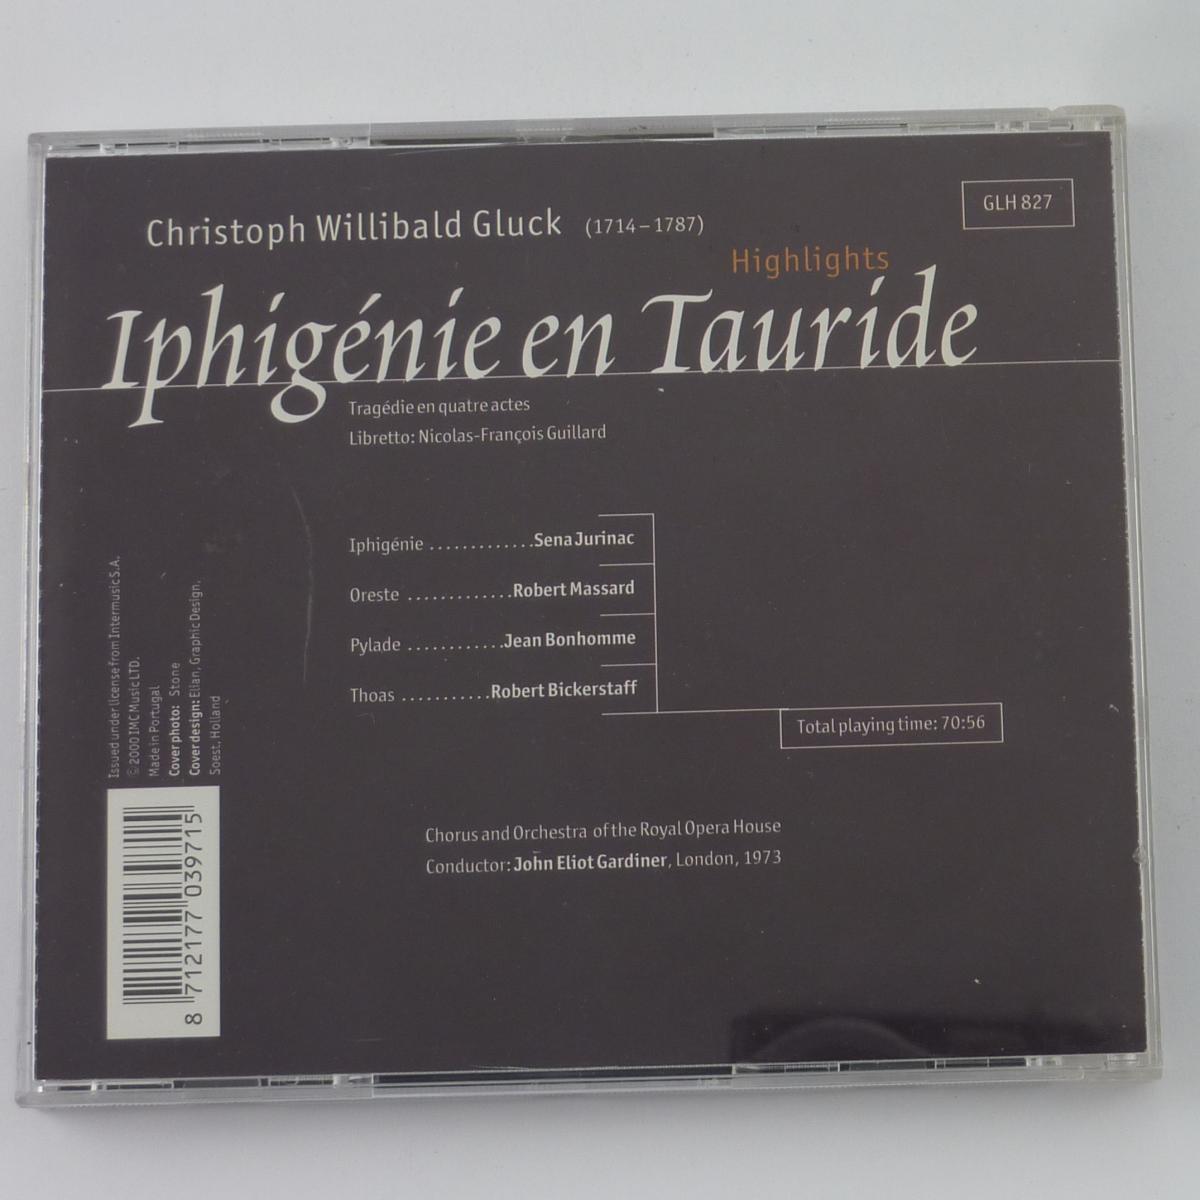 GLH 827
Christoph Willibald Gluck (1714–1787)
Highlights
Iphigénie en Tauride
Tragédie en quatre actes
Libretto: Nicolas-François Guillard
Iphigénie .............Sena Jurinac
Oreste .............Robert Massard
Pylade ............Jean Bonhomme
Thoas ...........Robert Bickerstaff
Total playing time: 70:56
Chorus and Orchestra of the Royal Opera House
Conductor: John Eliot Gardiner, London, 1973
Issued under license from Intermusic S.A.
©2000 IMC Music LTD.
Made in Portugal
Cover photo: Stone
Cover design: Elian, Graphic Design,
Soest, Holland
8 712177 039715